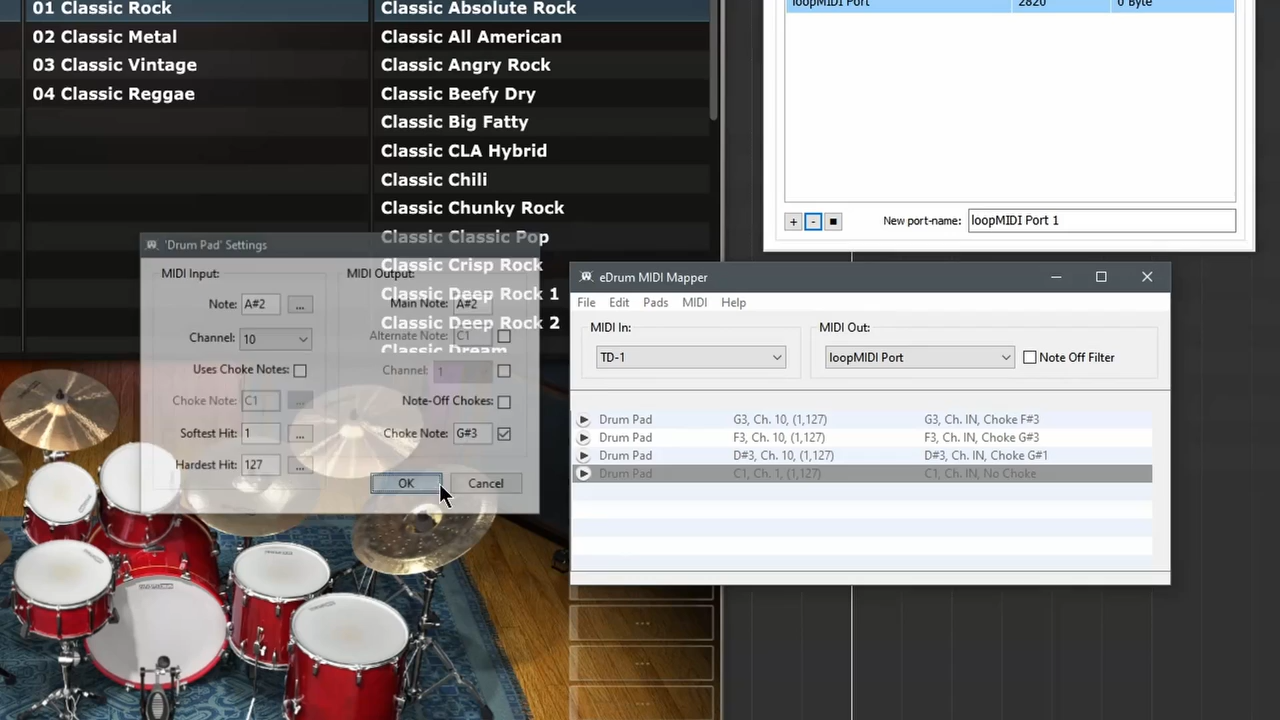 01 Classic Rock
02 Classic Metal
03 Classic Vintage
04 Classic Reggae
Classic Absolute Rock
Classic All American
Classic Angry Rock
Classic Beefy Dry
Classic Big Fatty
Classic CLA Hybrid
Classic Chili
Classic Chunky Rock
Classic Classic Pop
Classic Crisp Rock
Classic Deep Rock 1
Classic Deep Rock 2
Classic Dream
loopMIDI Port 2820 0 Byte
+ - ■ New port-name: loopMIDI Port 1
'Drum Pad' Settings
MIDI Input:
Note: A#2 ...
Channel: 10
Uses Choke Notes:
Choke Note: C1 ...
Softest Hit: 1 ...
Hardest Hit: 127 ...
MIDI Output:
Main Note: A#2
Alternate Note: C1
Channel: 1
Note-Off Chokes:
Choke Note: G#3
OK Cancel
eDrum MIDI Mapper
File Edit Pads MIDI Help
MIDI In: MIDI Out:
TD-1 loopMIDI Port Note Off Filter
Drum Pad G3, Ch. 10, (1,127) G3, Ch. IN, Choke F#3
Drum Pad F3, Ch. 10, (1,127) F3, Ch. IN, Choke G#3
Drum Pad D#3, Ch. 10, (1,127) D#3, Ch. IN, Choke G#1
Drum Pad C1, Ch. 1, (1,127) C1, Ch. IN, No Choke
...
...
...